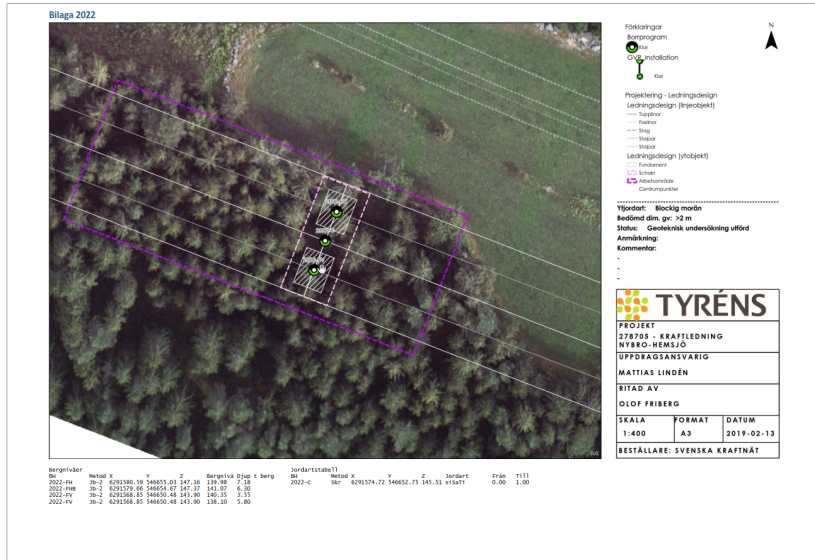 Bilaga 2022
Förklaringar
Borrprogram
Klar
GVR_Installation
Klar
N
Projektering - Ledningsdesign
Ledningsdesign (linjeobjekt)
Topplinor
Faslinor
Stag
Stolpar
Stolpar
Ledningsdesign (ytobjekt)
Fundament
Schakt
Arbetsområde
Centrumpunkter
Ytjordart: Blockig morän
Bedömd dim. gv: >2 m
Status: Geoteknisk undersökning utförd
Anmärkning:
Kommentar:
-
-
-
TYRÉNS
PROJEKT
278705 - KRAFTLEDNING
NYBRO-HEMSJÖ
UPPDRAGSANSVARIG
MATTIAS LINDÉN
RITAD AV
OLOF FRIBERG
SKALA FORMAT DATUM
1:400 A3 2019-02-13
BESTÄLLARE: SVENSKA KRAFTNÄT
Bergnivåer
BH Metod X Y Z Bergnivå Djup t berg
2022-FH Jb-2 6291580.59 546655.03 147.16 139.98 7.18
2022-FHB Jb-2 6291579.66 546654.67 147.37 141.07 6.30
2022-FV Jb-2 6291568.85 546650.48 143.90 140.35 3.55
2022-FV Jb-2 6291568.85 546650.48 143.90 138.10 5.80
Jordartstabell
BH Metod X Y Z Jordart Från Till
2022-C Skr 6291574.72 546652.75 145.51 siSaTi 0.00 1.00